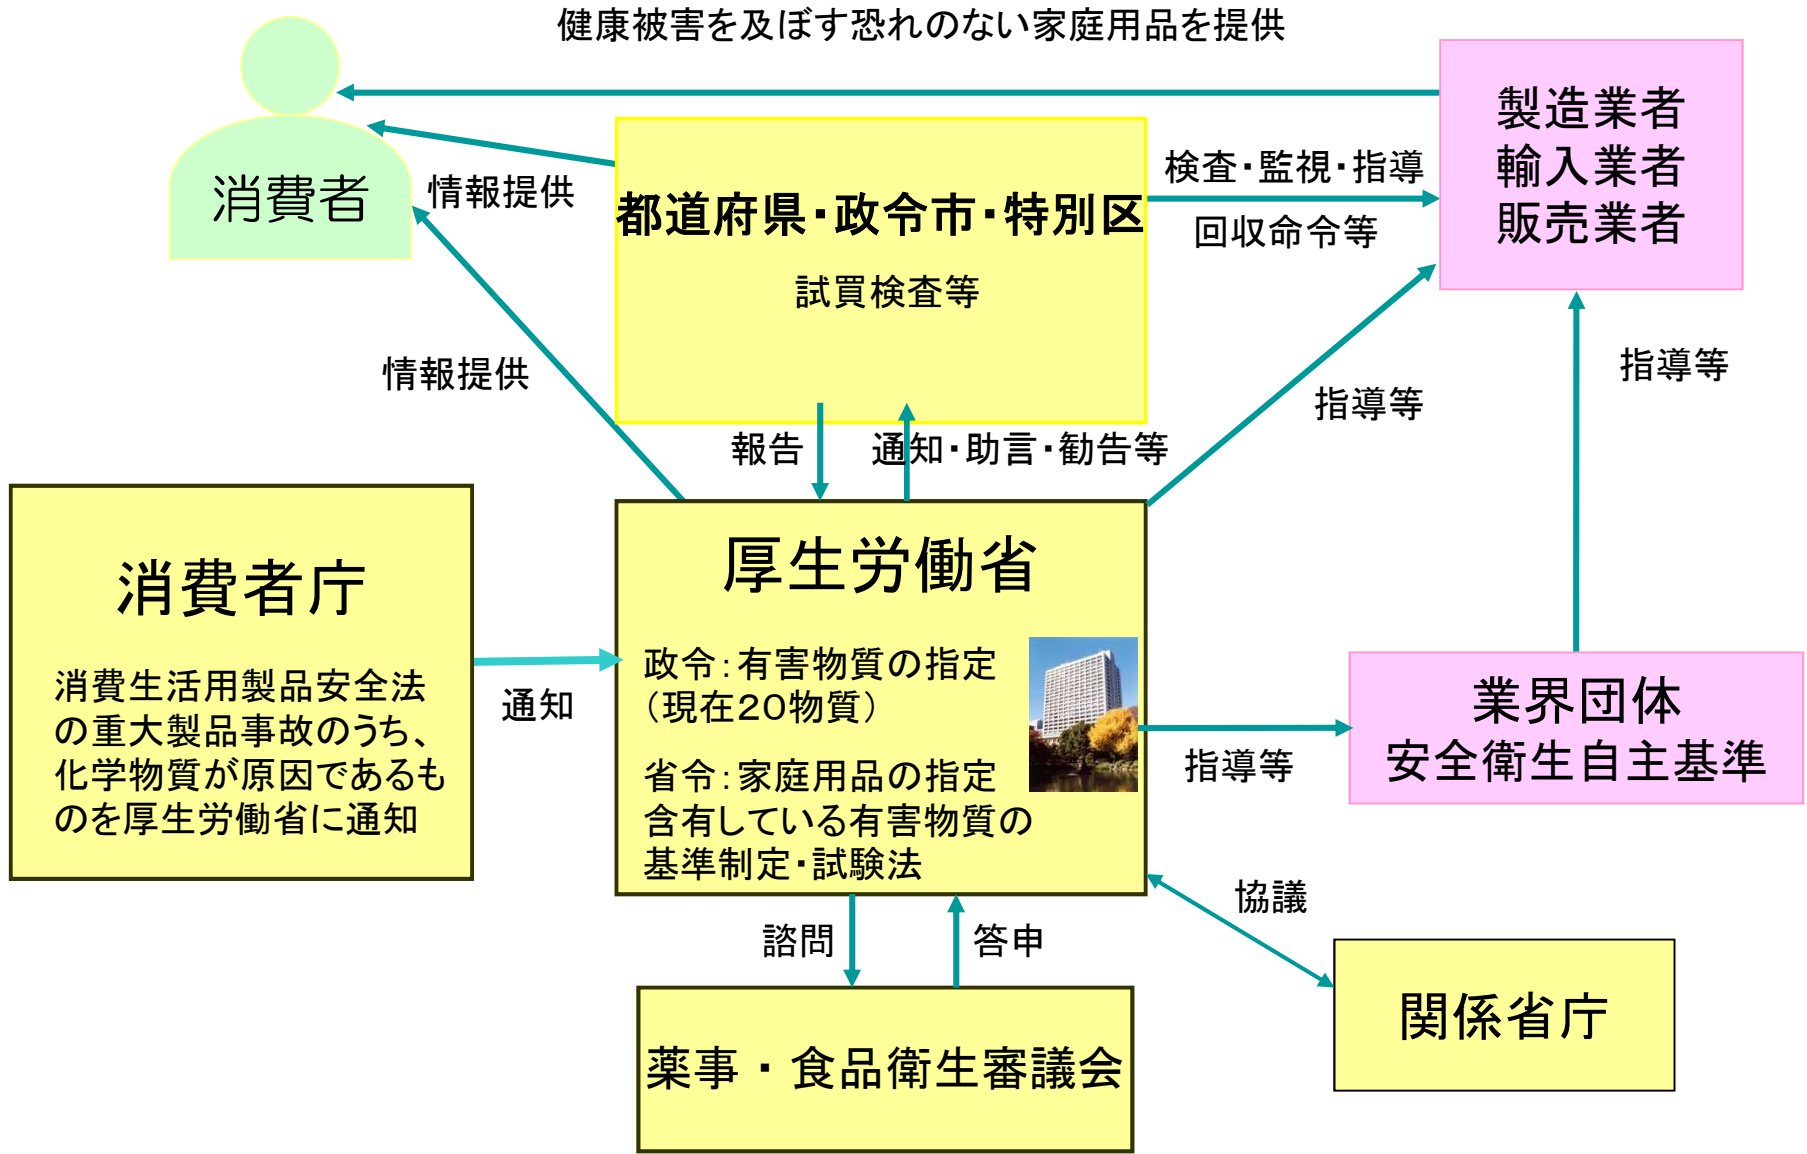 健康被害を及ぼす恐れのない家庭用品を提供
消費者
情報提供
都道府県・政令市・特別区
試買検査等
検査・監視・指導
回収命令等
製造業者
輸入業者
販売業者
情報提供
報告
通知・助言・勧告等
指導等
指導等
消費者庁
消費生活用製品安全法
の重大製品事故のうち、
化学物質が原因であるも
のを厚生労働省に通知
通知
厚生労働省
政令：有害物質の指定
（現在２０物質）
省令：家庭用品の指定
含有している有害物質の
基準制定・試験法
指導等
業界団体
安全衛生自主基準
協議
関係省庁
諮問
答申
薬事・食品衛生審議会